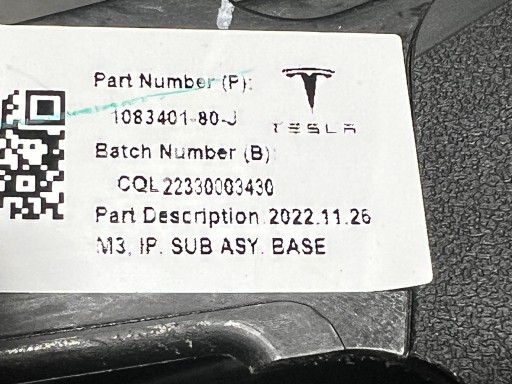 Part Number (P):
1083401-80-J
TESLA
Batch Number (B)
CQL22330003430
Part Description 2022.11.26
M3, IP. SUB ASY. BASE